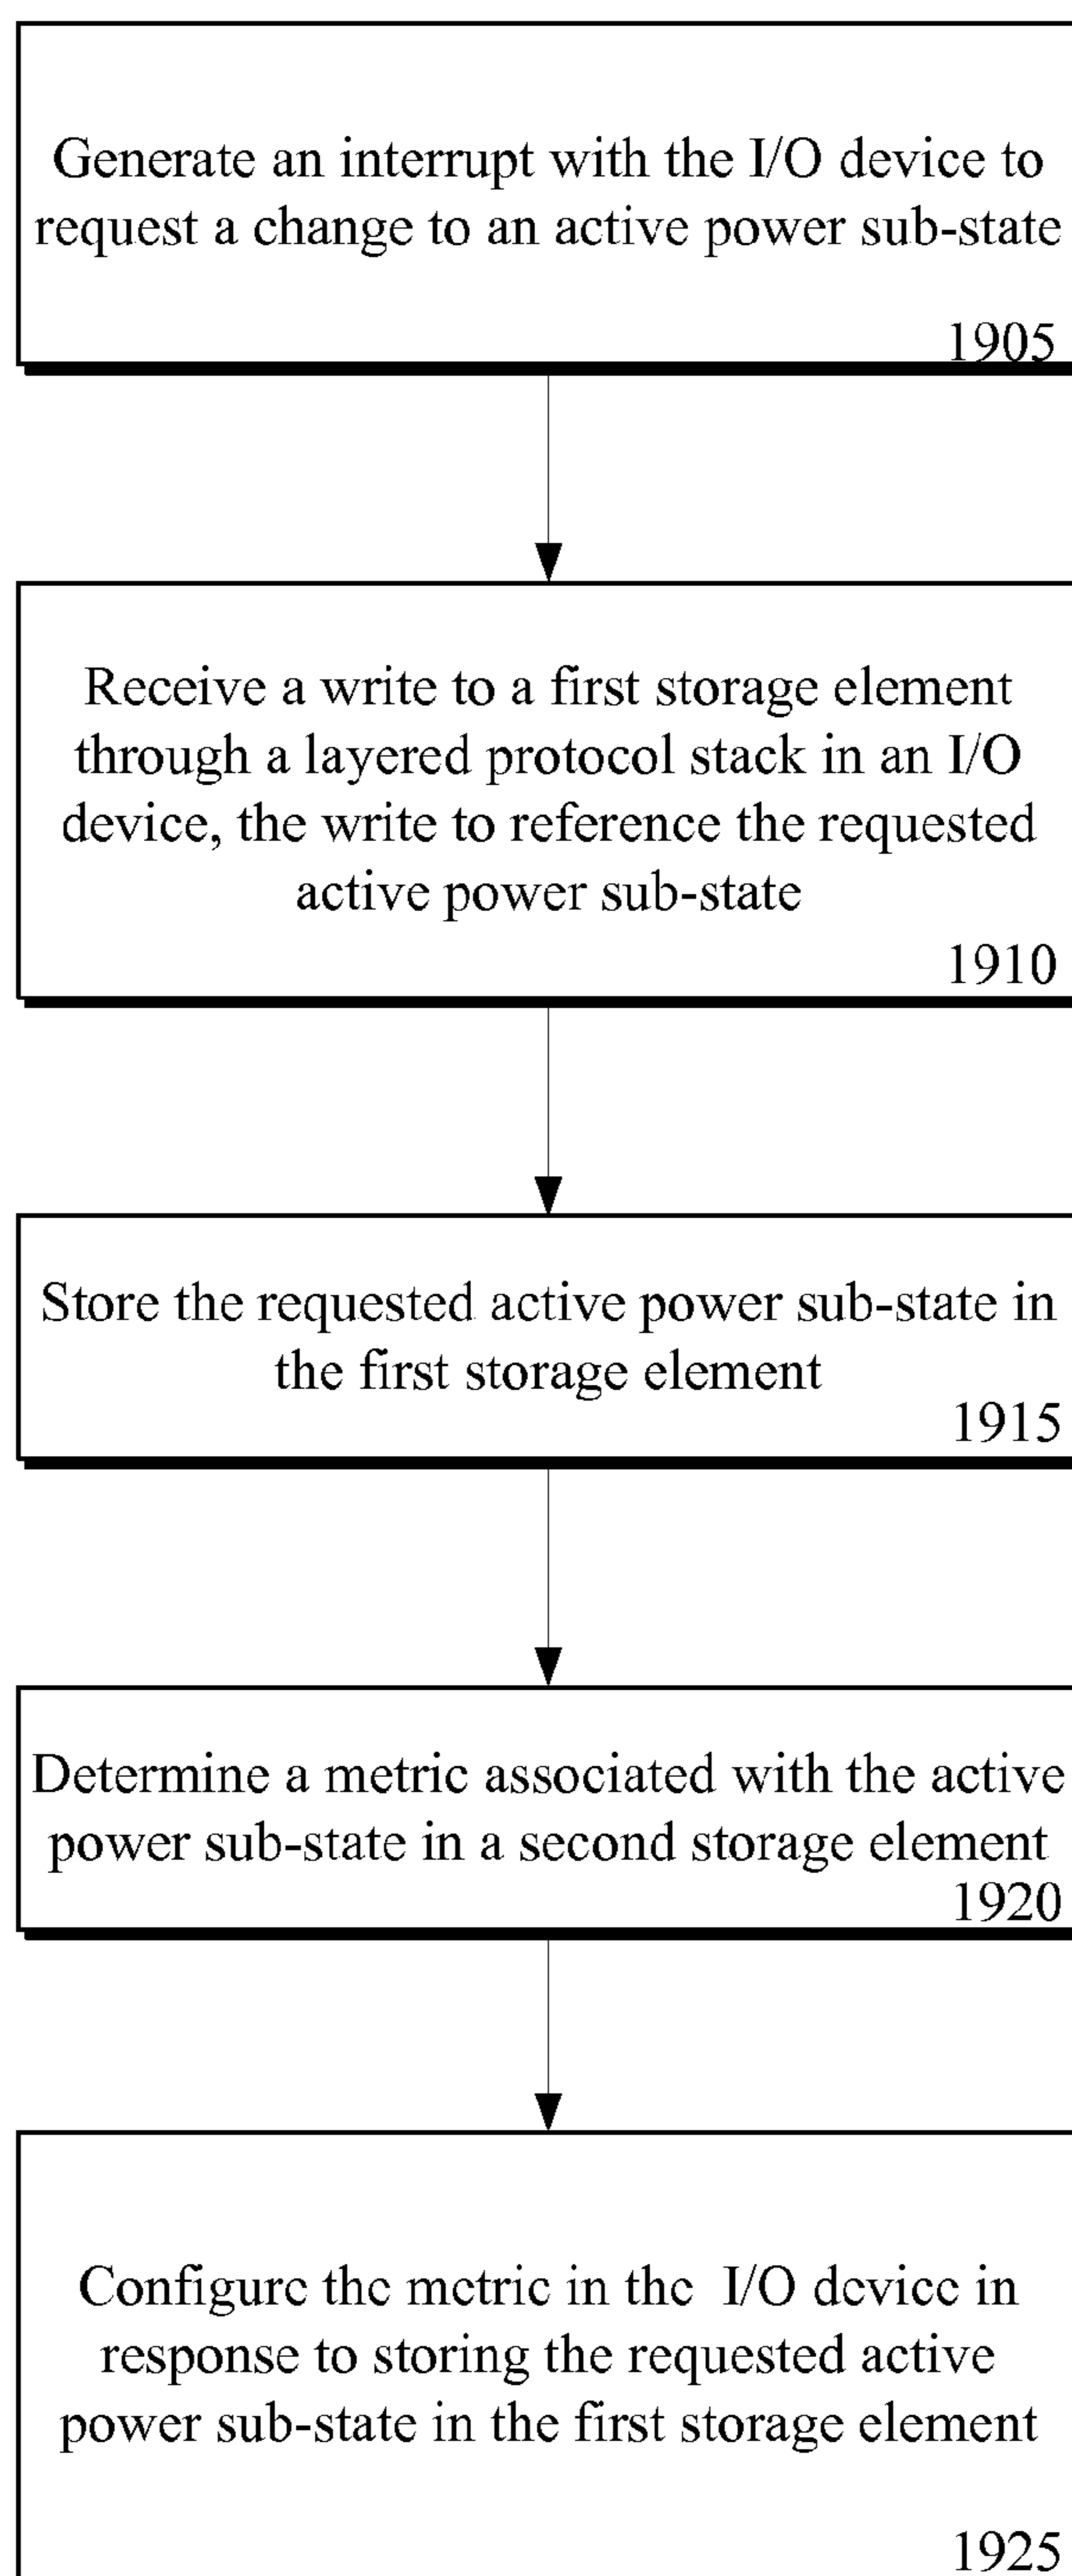 Generate an interrupt with the I/O device to
request a change to an active power sub-state
1905
Receive a write to a first storage element
through a layered protocol stack in an I/O
device, the write to reference the requested
active power sub-state
1910
Store the requested active power sub-state in
the first storage element
1915
Determine a metric associated with the active
power sub-state in a second storage element
1920
Configure the metric in the I/O device in
response to storing the requested active
power sub-state in the first storage element
1925